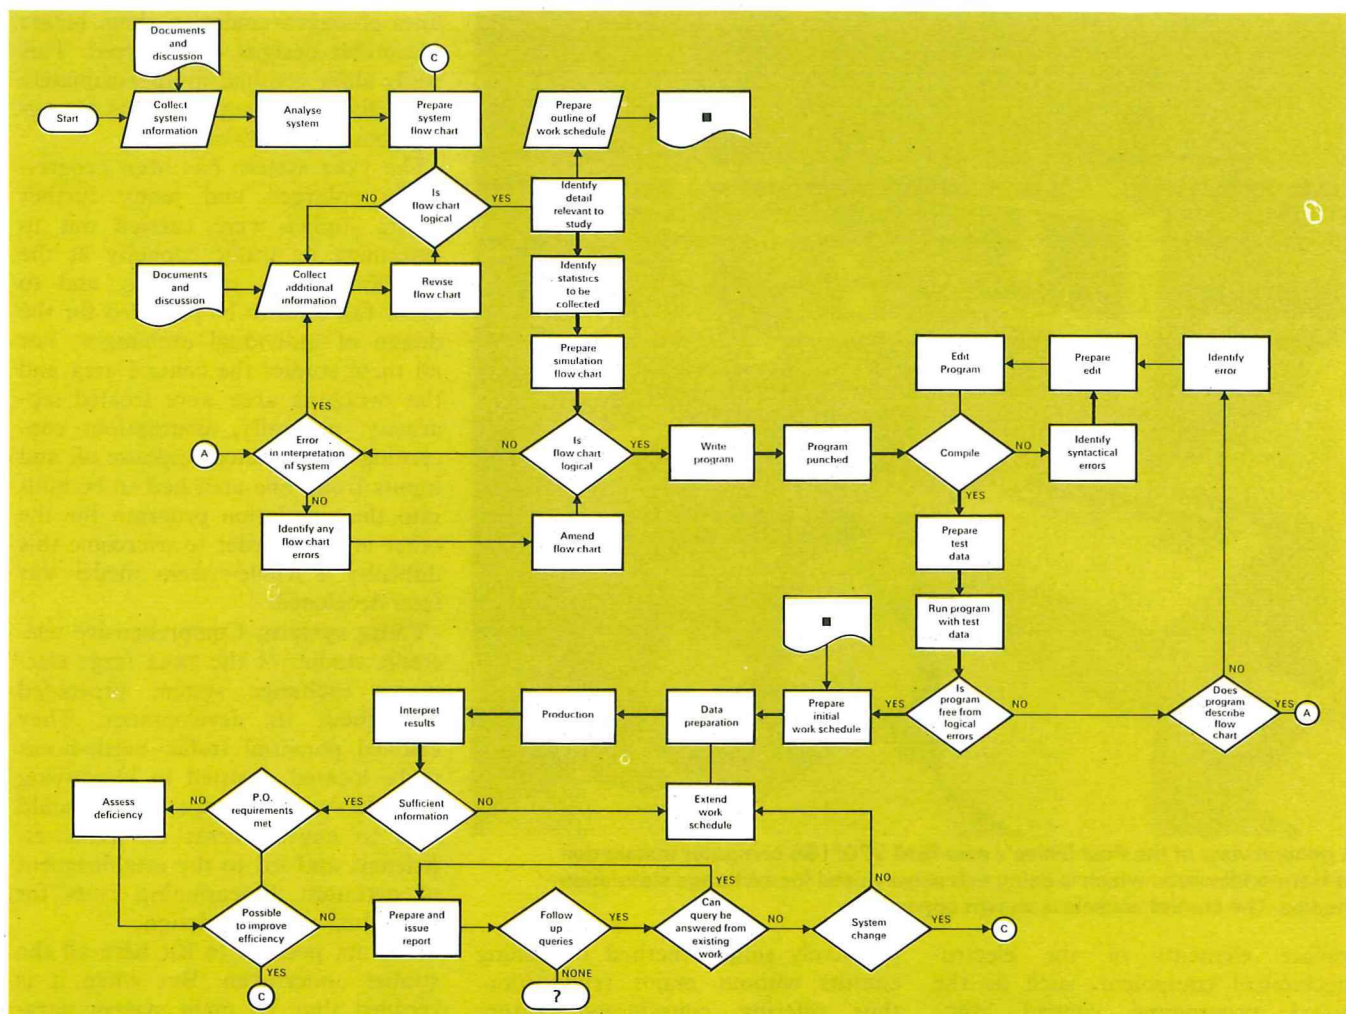 Documents
and
discussion
C
Start
Collect
system
information
Analyse
system
Prepare
system
flow chart
Prepare
outline of
work schedule
NO
Is
flow chart
logical
YES
Identify
detail
relevant to
study
Documents
and
discussion
Collect
additional
information
Revise
flow chart
Identify
statistics
to be
collected
Prepare
simulation
flow chart
Edit
Program
Prepare
edit
Identify
error
YES
A
Error
in interpretation
of system
NO
Is
flow chart
logical
YES
Write
program
Program
punched
Compile
NO
Identify
syntactical
errors
NO
YES
Identify any
flow chart
errors
Amend
flow chart
Prepare
test
data
Run program
with test
data
Interpret
results
Production
Data
preparation
Prepare
initial
work schedule
YES
Is
program
free from
logical
errors
NO
NO
Does
program
describe flow
chart
YES
A
Assess
deficiency
NO
P.O.
requirements
met
YES
Sufficient
information
NO
Extend
work
schedule
Possible
to improve
efficiency
NO
Prepare and
issue
report
Follow
up
queries
YES
YES
Can
query be
answered from
existing
work
NO
NO
System
change
YES
C
YES
C
NONE
?